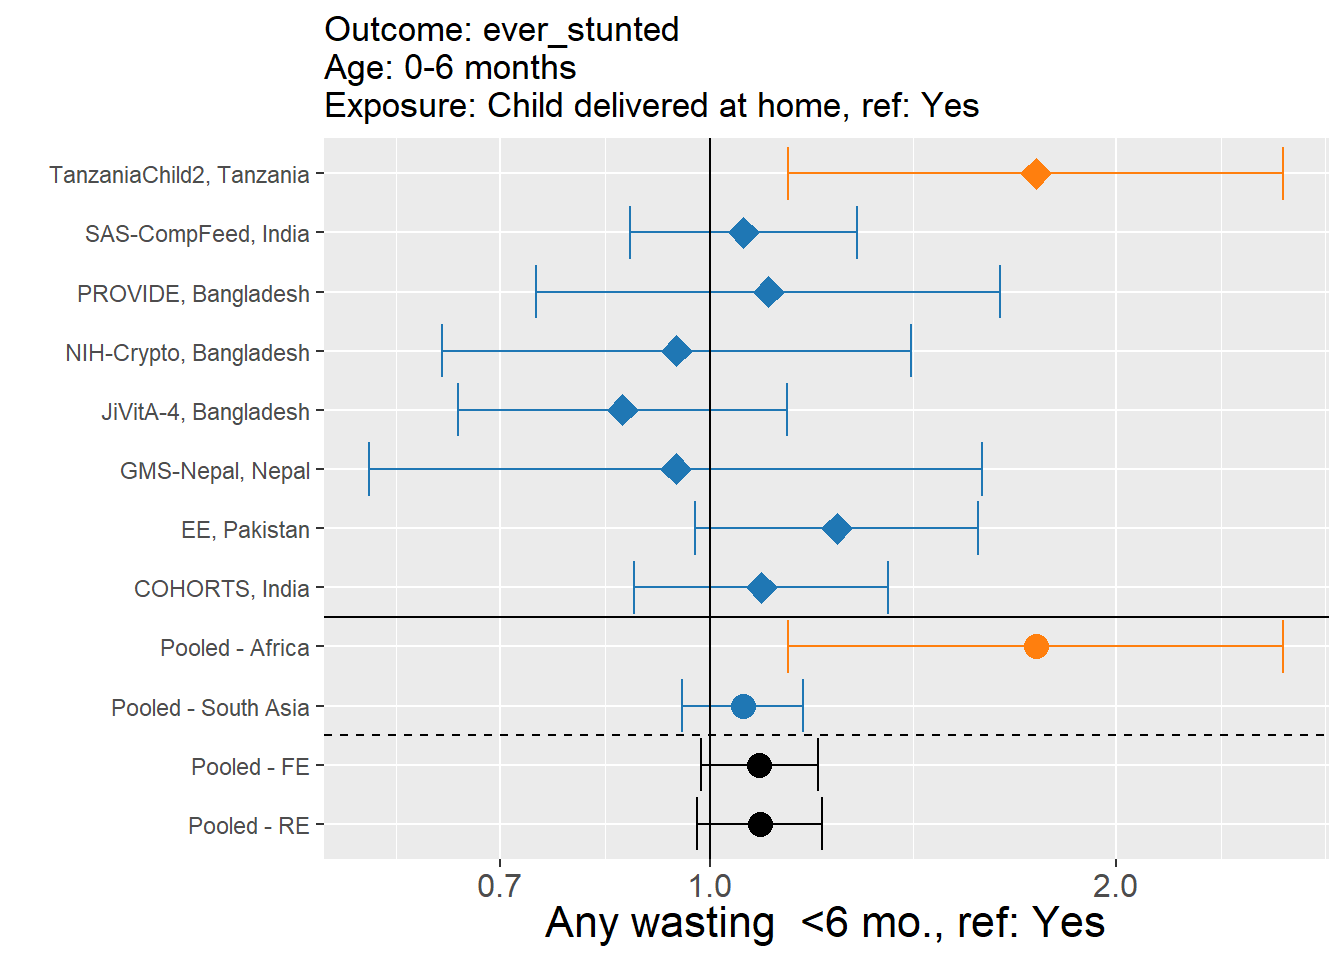 Outcome: ever_stunted
Age: 0-6 months
Exposure: Child delivered at home, ref: Yes
TanzaniaChild2, Tanzania
SAS-CompFeed, India
PROVIDE, Bangladesh
NIH-Crypto, Bangladesh
JiVitA-4, Bangladesh
GMS-Nepal, Nepal
EE, Pakistan
COHORTS, India
Pooled - Africa
Pooled - South Asia
Pooled - FE
Pooled - RE
0.7 1.0 2.0
Any wasting  <6 mo., ref: Yes